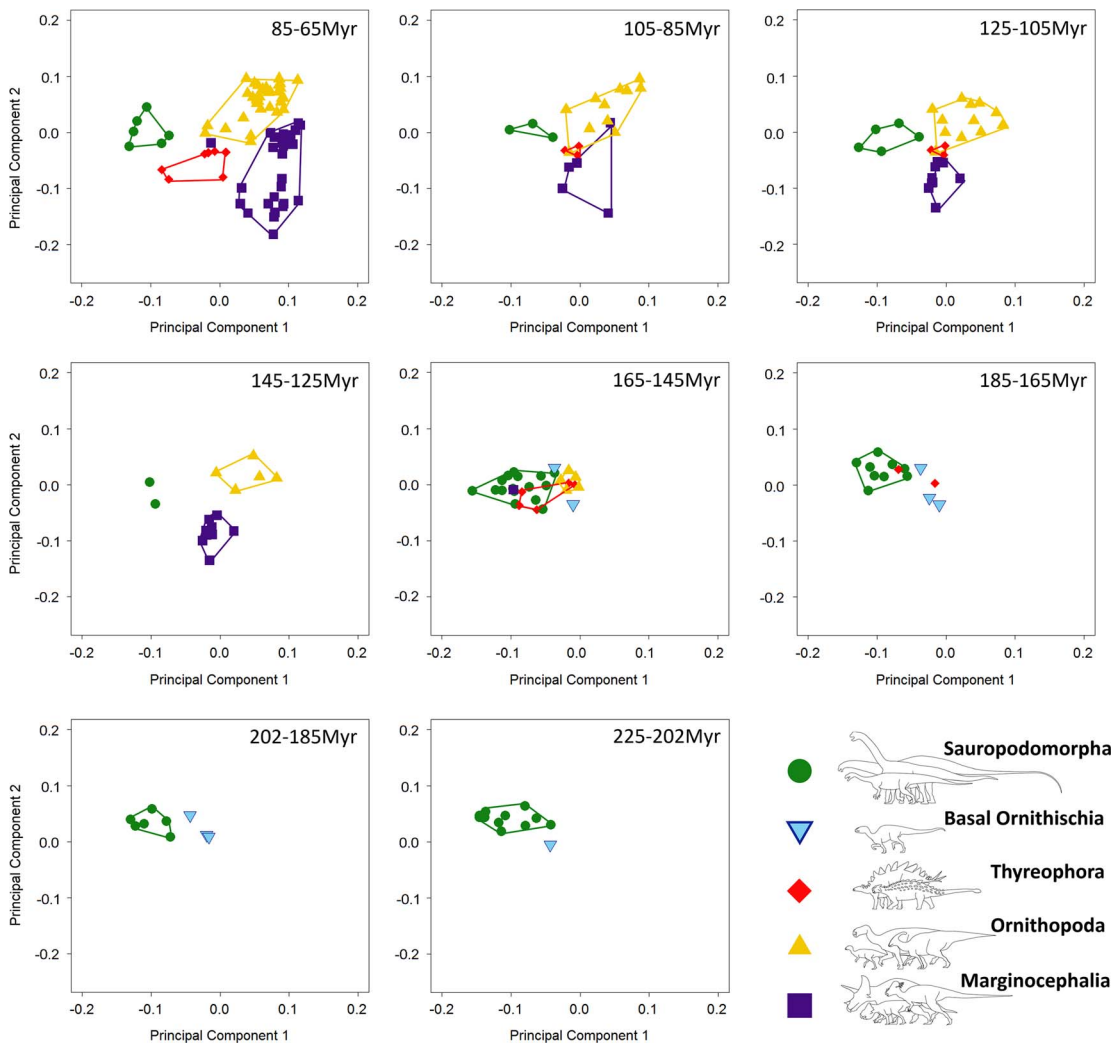 85-65Myr
0.2
0.1
0.0
-0.1
-0.2
Principal Component 2
-0.2 -0.1 0.0 0.1 0.2
Principal Component 1
105-85Myr
0.2
0.1
0.0
-0.1
-0.2
-0.2 -0.1 0.0 0.1 0.2
Principal Component 1
125-105Myr
0.2
0.1
0.0
-0.1
-0.2
-0.2 -0.1 0.0 0.1 0.2
Principal Component 1
145-125Myr
0.2
0.1
0.0
-0.1
-0.2
Principal Component 2
-0.2 -0.1 0.0 0.1 0.2
Principal Component 1
165-145Myr
0.2
0.1
0.0
-0.1
-0.2
-0.2 -0.1 0.0 0.1 0.2
Principal Component 1
185-165Myr
0.2
0.1
0.0
-0.1
-0.2
-0.2 -0.1 0.0 0.1 0.2
Principal Component 1
202-185Myr
0.2
0.1
0.0
-0.1
-0.2
Principal Component 2
-0.2 -0.1 0.0 0.1 0.2
Principal Component 1
225-202Myr
0.2
0.1
0.0
-0.1
-0.2
-0.2 -0.1 0.0 0.1 0.2
Principal Component 1
Sauropodomorpha
Basal Ornithischia
Thyreophora
Ornithopoda
Marginocephalia